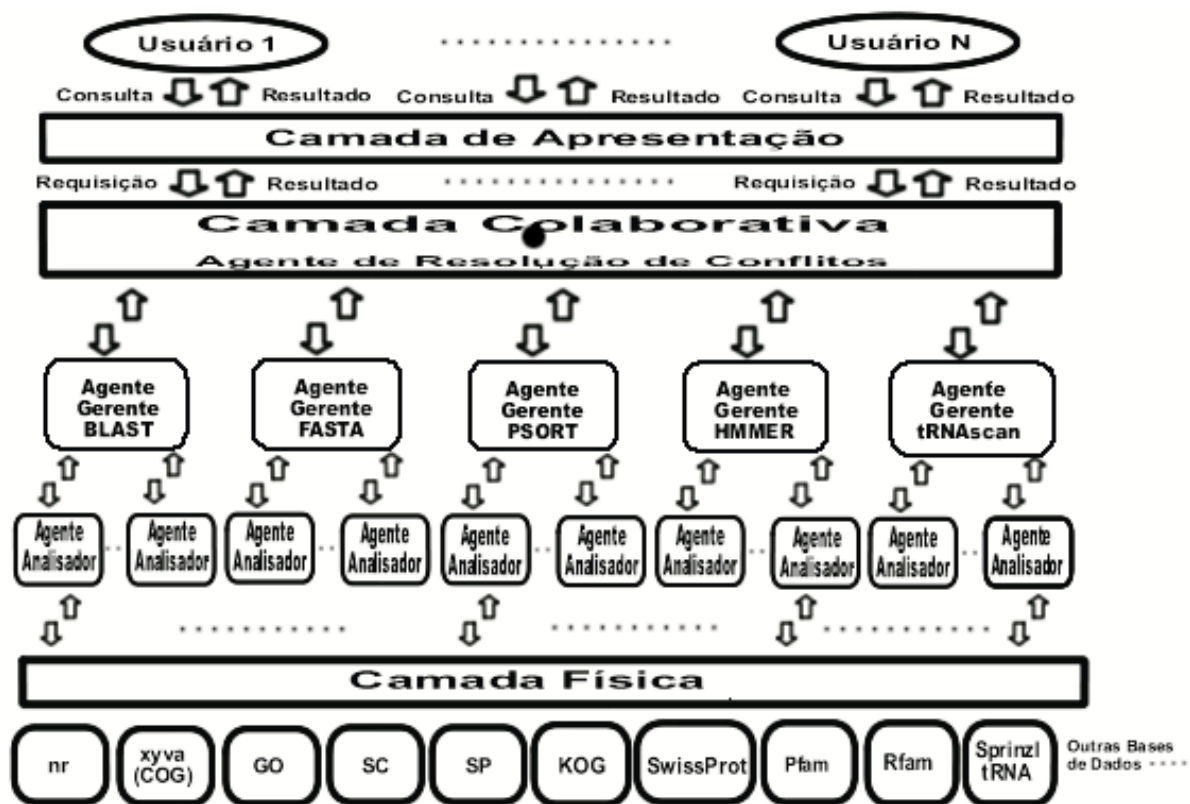 Usuário 1 Usuário N
Consulta Resultado Consulta Resultado Consulta Resultado
Camada de Apresentação
Requisição Resultado Requisição Resultado
Camada Colaborativa
Agente de Resolução de Conflitos
Agente
Gerente
BLAST
Agente
Gerente
FASTA
Agente
Gerente
PSORT
Agente
Gerente
HMMER
Agente
Gerente
tRNAscan
Agente
Analisador
Agente
Analisador
Agente
Analisador
Agente
Analisador
Agente
Analisador
Agente
Analisador
Agente
Analisador
Agente
Analisador
Agente
Analisador
Agente
Analisador
Camada Física
nr
xyva
(COG)
GO
SC
SP
KOG
SwissProt
Pfam
Rfam
Sprinzl
tRNA
Outras Bases
de Dados